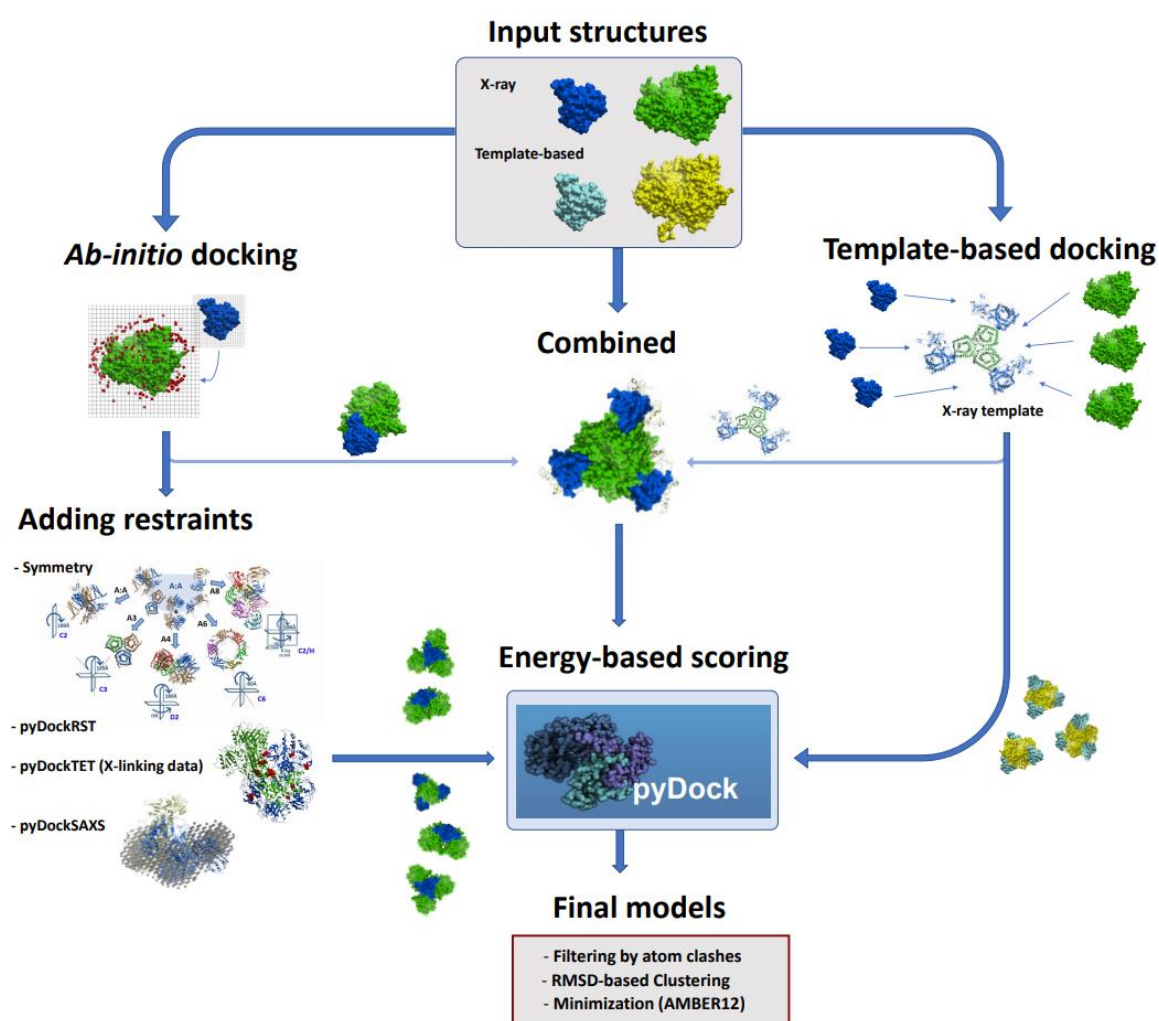 Input structures
X-ray
Template-based
Ab-initio docking
Template-based docking
Combined
X-ray template
Adding restraints
- Symmetry
A:A
A:A
A8
A3
A4
A6
C2
C2/H
C3
D2
C6
- pyDockRST
- pyDockTET (X-linking data)
- pyDockSAXS
Energy-based scoring
pyDock
Final models
- Filtering by atom clashes
- RMSD-based Clustering
- Minimization (AMBER12)